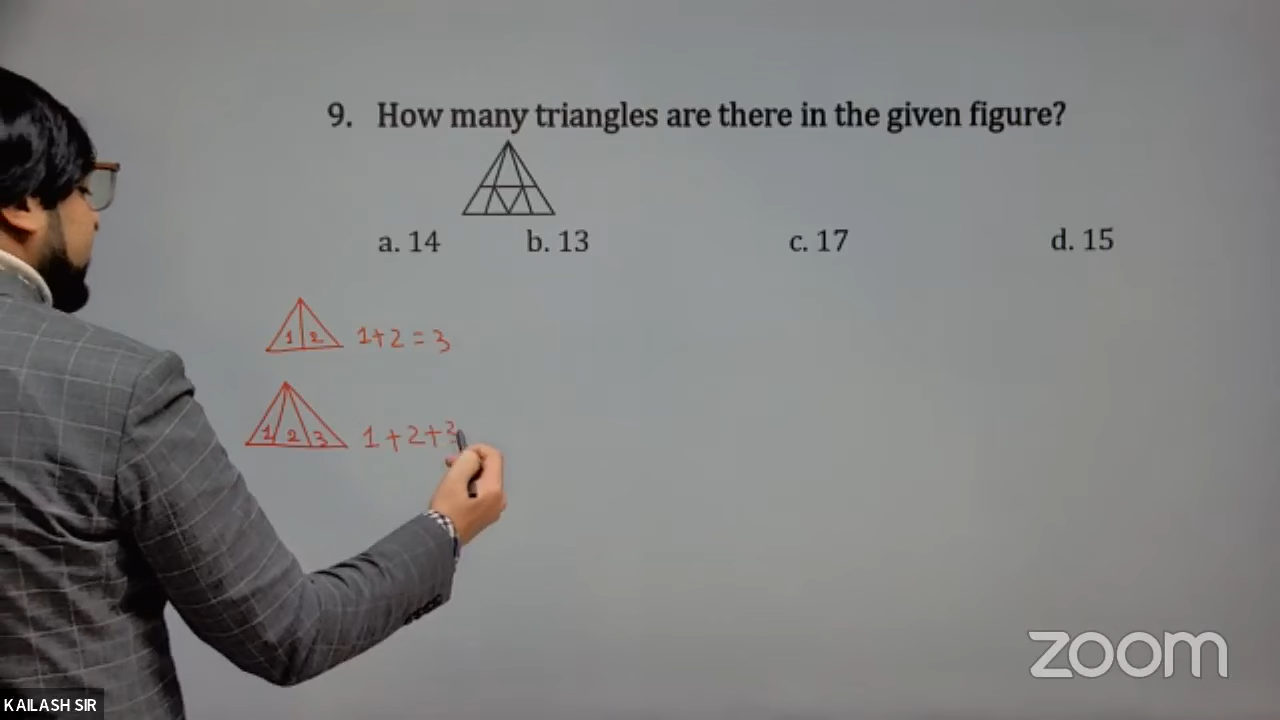 9. How many triangles are there in the given figure?
a. 14 b. 13 c. 17 d. 15
1 2 1+2 = 3
1 2 3 1+2+3
zoom
KAILASH SIR